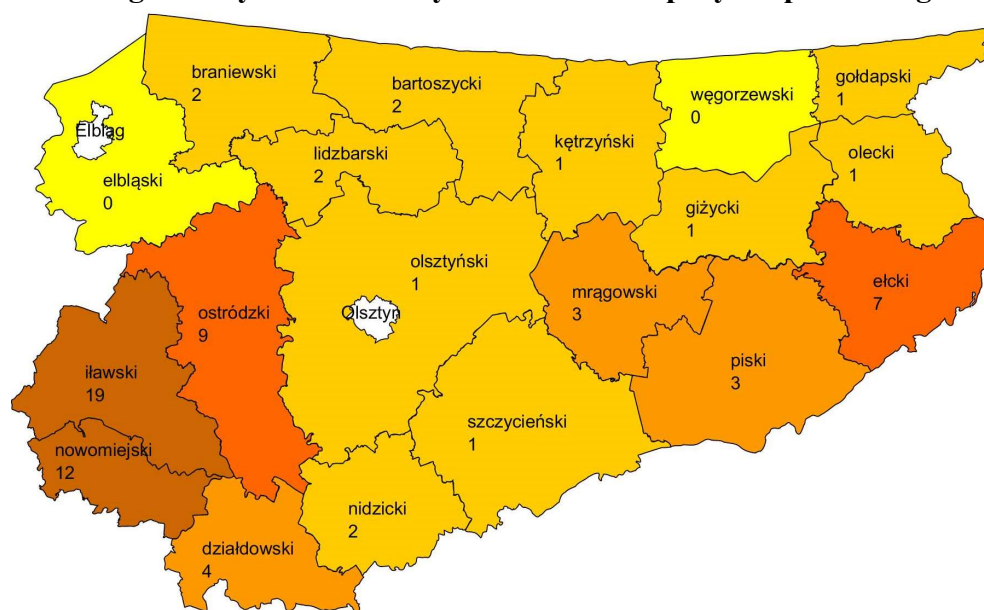 braniewski
2
bartoszycki
2
węgorzewski
0
gołdapski
1
Elbląg
elbląski
0
lidzbarski
2
kętrzyński
1
olecki
1
giżycki
1
olsztyński
1
Olsztyn
mrągowski
3
ełcki
7
ostródzki
9
iławski
19
piski
3
szczycieński
1
nowomiejski
12
nidzicki
2
działdowski
4